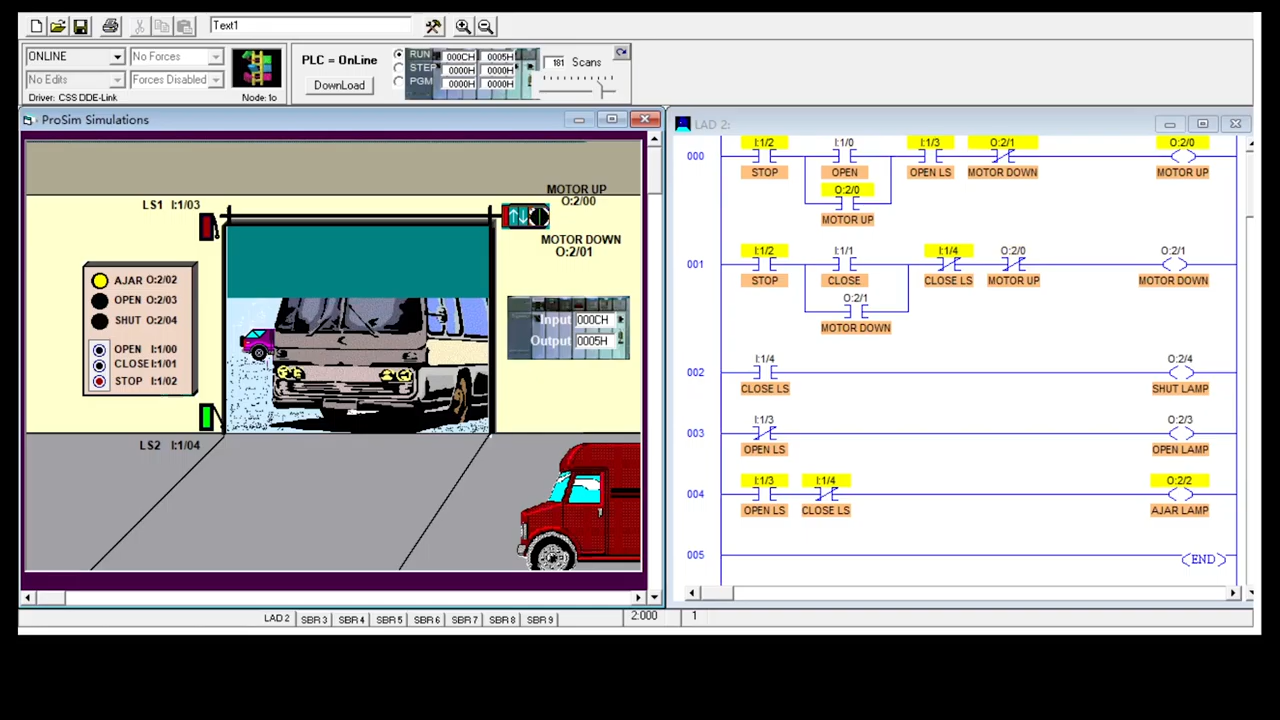 Text1
ONLINE No Forces
No Edits Forces Disabled
Driver: CSS DDE-Link Node: 1o
PLC = OnLine
DownLoad
RUN 000CH 0005H
STEP 0000H 0000H
PGM 0000H 0000H
181 Scans
ProSim Simulations
LS1 I:1/03
MOTOR UP
O:2/00
MOTOR DOWN
O:2/01
AJAR O:2/02
OPEN O:2/03
SHUT O:2/04
OPEN I:1/00
CLOSE I:1/01
STOP I:1/02
Input 000CH
Output 0005H
LS2 I:1/04
LAD 2:
I:1/2 I:1/0 I:1/3 O:2/1 O:2/0
000
STOP OPEN OPEN LS MOTOR DOWN MOTOR UP
O:2/0
MOTOR UP
I:1/2 I:1/1 I:1/4 O:2/0 O:2/1
001
STOP CLOSE CLOSE LS MOTOR UP MOTOR DOWN
O:2/1
MOTOR DOWN
I:1/4 O:2/4
002
CLOSE LS SHUT LAMP
I:1/3 O:2/3
003
OPEN LS OPEN LAMP
I:1/3 I:1/4 O:2/2
004
OPEN LS CLOSE LS AJAR LAMP
005 END
LAD 2 SBR 3 SBR 4 SBR 5 SBR 6 SBR 7 SBR 8 SBR 9 2:000 1